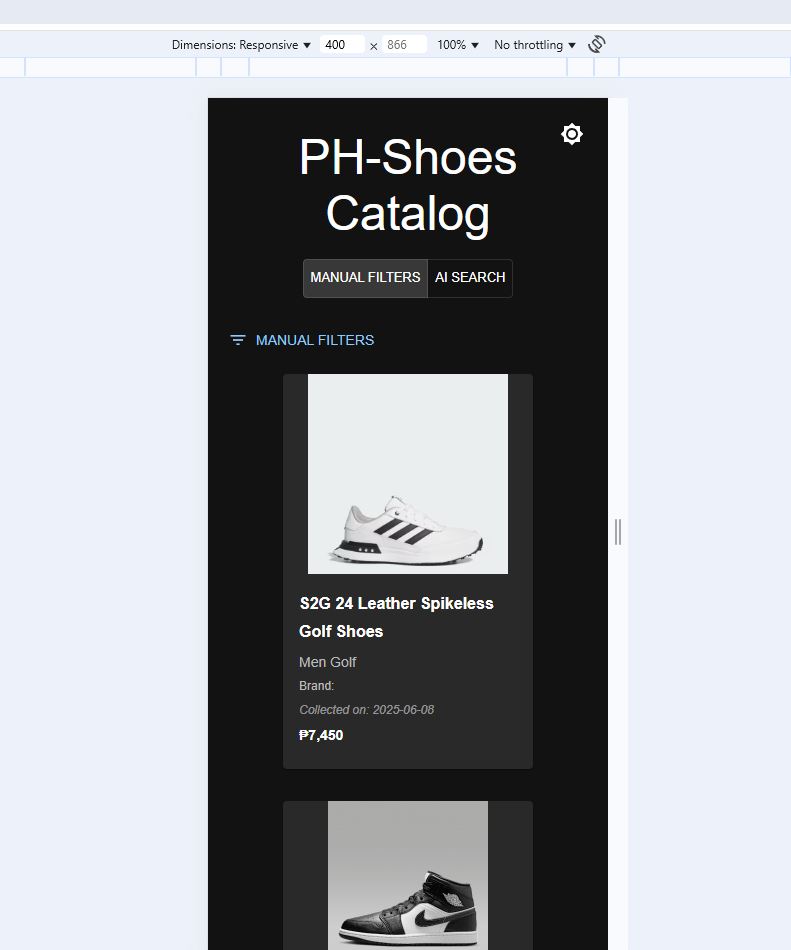 Dimensions: Responsive ▼ 400 × 866 100% ▼ No throttling ▼
PH-Shoes
Catalog
MANUAL FILTERS AI SEARCH
MANUAL FILTERS
S2G 24 Leather Spikeless
Golf Shoes
Men Golf
Brand:
Collected on: 2025-06-08
₱7,450